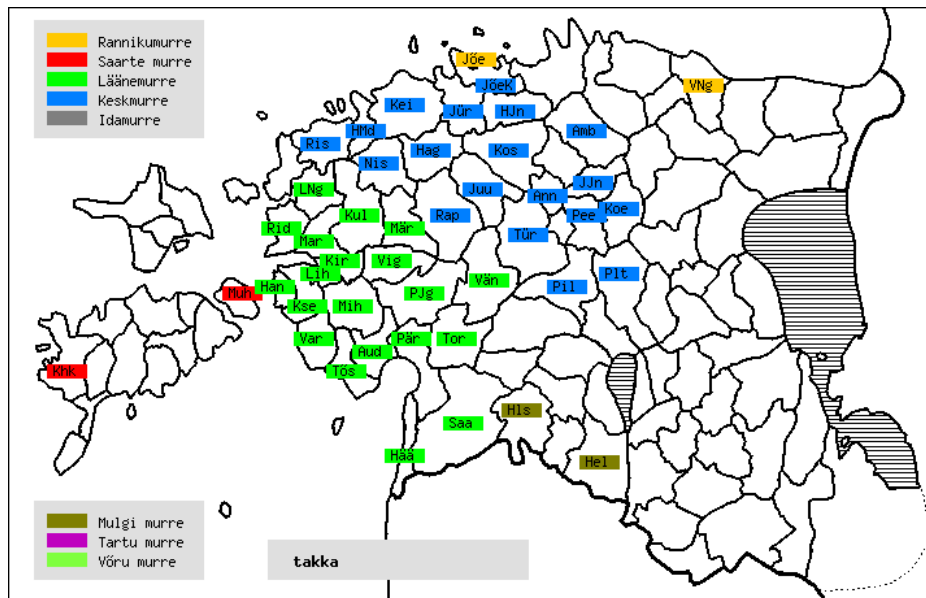 Rannikumurre
Saarte murre
Läänemurre
Keskmurre
Idamurre
Jõe
JõeK
VNg
Kei
Jür
HJn
HMd
Amb
Ris
Hag
Kos
Nis
LNg
Juu
JJn
Ann
Kul
Rap
Pee
Koe
Rid
Mär
Tür
Mar
Kir
Vig
Lih
Plt
Vän
Han
Pil
Muh
PJg
Kse
Mih
Var
Pär
Tor
Aud
Khk
Tõs
Hls
Saa
Hää
Hel
Mulgi murre
Tartu murre
Võru murre
takka